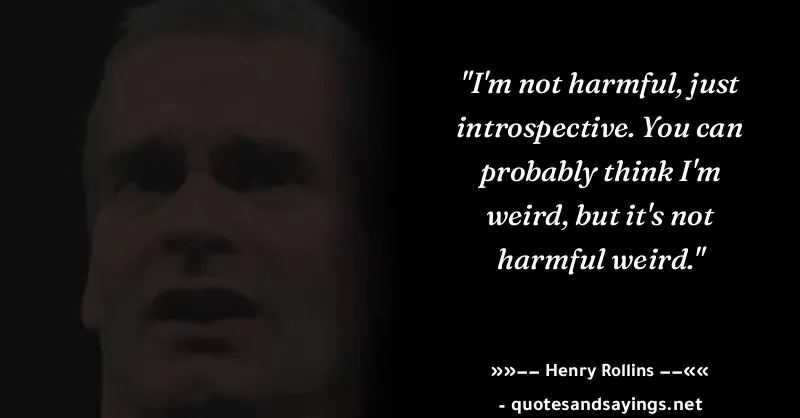 "I'm not harmful, just
introspective. You can
probably think I'm
weird, but it's not
harmful weird."
»»−− Henry Rollins −−««
- quotesandsayings.net